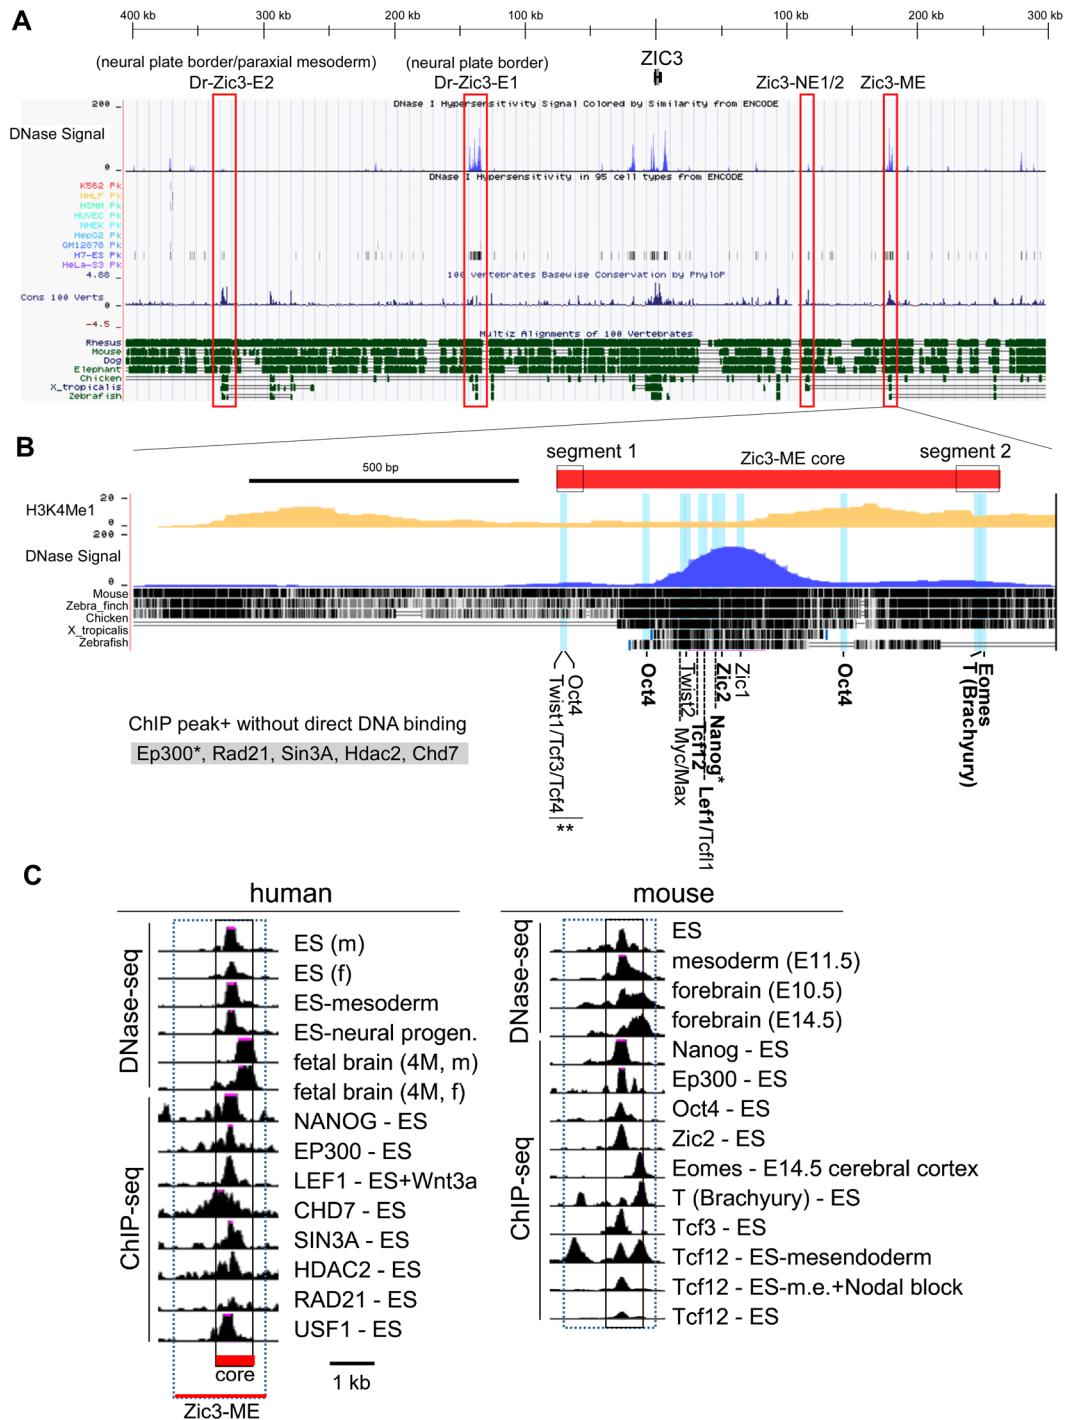 A
400 kb 300 kb 200 kb 100 kb 0 100 kb 200 kb 300 kb
(neural plate border/paraxial mesoderm) (neural plate border) ZIC3
Dr-Zic3-E2 Dr-Zic3-E1 Zic3-NE1/2 Zic3-ME
200 _ DNase I Hypersensitivity Signal Colored by Similarity from ENCODE
DNase Signal
0 _
DNase I Hypersensitivity in 95 cell types from ENCODE
K562 Pk
NHLF Pk
HSMM Pk
HUVEC Pk
NHEK Pk
HepG2 Pk
GM12878 Pk
H7-ES Pk
HeLa-S3 Pk
4.88 _ 100 vertebrates Basewise Conservation by PhyloP
Cons 100 Verts
0 -
-4.5 _
Multiz Alignments of 100 Vertebrates
Rhesus
Mouse
Dog
Elephant
Chicken
X_tropicalis
Zebrafish
B
segment 1 segment 2
500 bp Zic3-ME core
20 -
H3K4Me1
0 _
200 -
DNase Signal
0 _
Mouse
Zebra_finch
Chicken
X_tropicalis
Zebrafish
Oct4
Twist1/Tcf3/Tcf4
**
Oct4
Twist2
Myc/Max
Tcf12
Lef1/Tcfl1
Zic2
Nanog*
Zic1
Oct4
Eomes
T (Brachyury)
ChIP peak+ without direct DNA binding
Ep300*, Rad21, Sin3A, Hdac2, Chd7
C
human
DNase-seq
ES (m)
ES (f)
ES-mesoderm
ES-neural progen.
fetal brain (4M, m)
fetal brain (4M, f)
ChIP-seq
NANOG - ES
EP300 - ES
LEF1 - ES+Wnt3a
CHD7 - ES
SIN3A - ES
HDAC2 - ES
RAD21 - ES
USF1 - ES
core
1 kb
Zic3-ME
mouse
DNase-seq
ES
mesoderm (E11.5)
forebrain (E10.5)
forebrain (E14.5)
ChIP-seq
Nanog - ES
Ep300 - ES
Oct4 - ES
Zic2 - ES
Eomes - E14.5 cerebral cortex
T (Brachyury) - ES
Tcf3 - ES
Tcf12 - ES-mesendoderm
Tcf12 - ES-m.e.+Nodal block
Tcf12 - ES